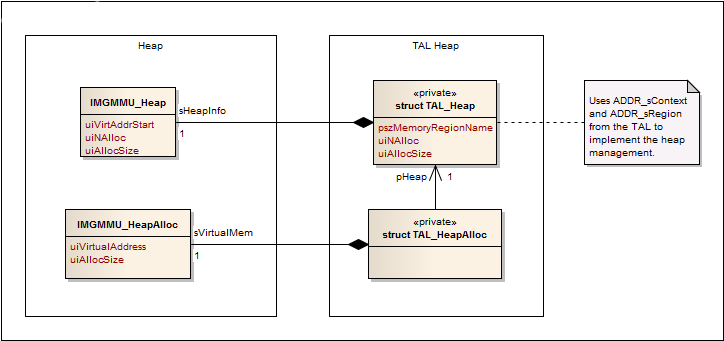 Heap
TAL Heap
IMGMMU_Heap
uiVirtAddrStart
uiNAlloc
uiAllocSize
sHeapInfo
1
«private»
struct TAL_Heap
pszMemoryRegionName
uiNAlloc
uiAllocSize
Uses ADDR_sContext
and ADDR_sRegion
from the TAL to
implement the heap
management.
pHeap
1
IMGMMU_HeapAlloc
uiVirtualAddress
uiAllocSize
sVirtualMem
1
«private»
struct TAL_HeapAlloc